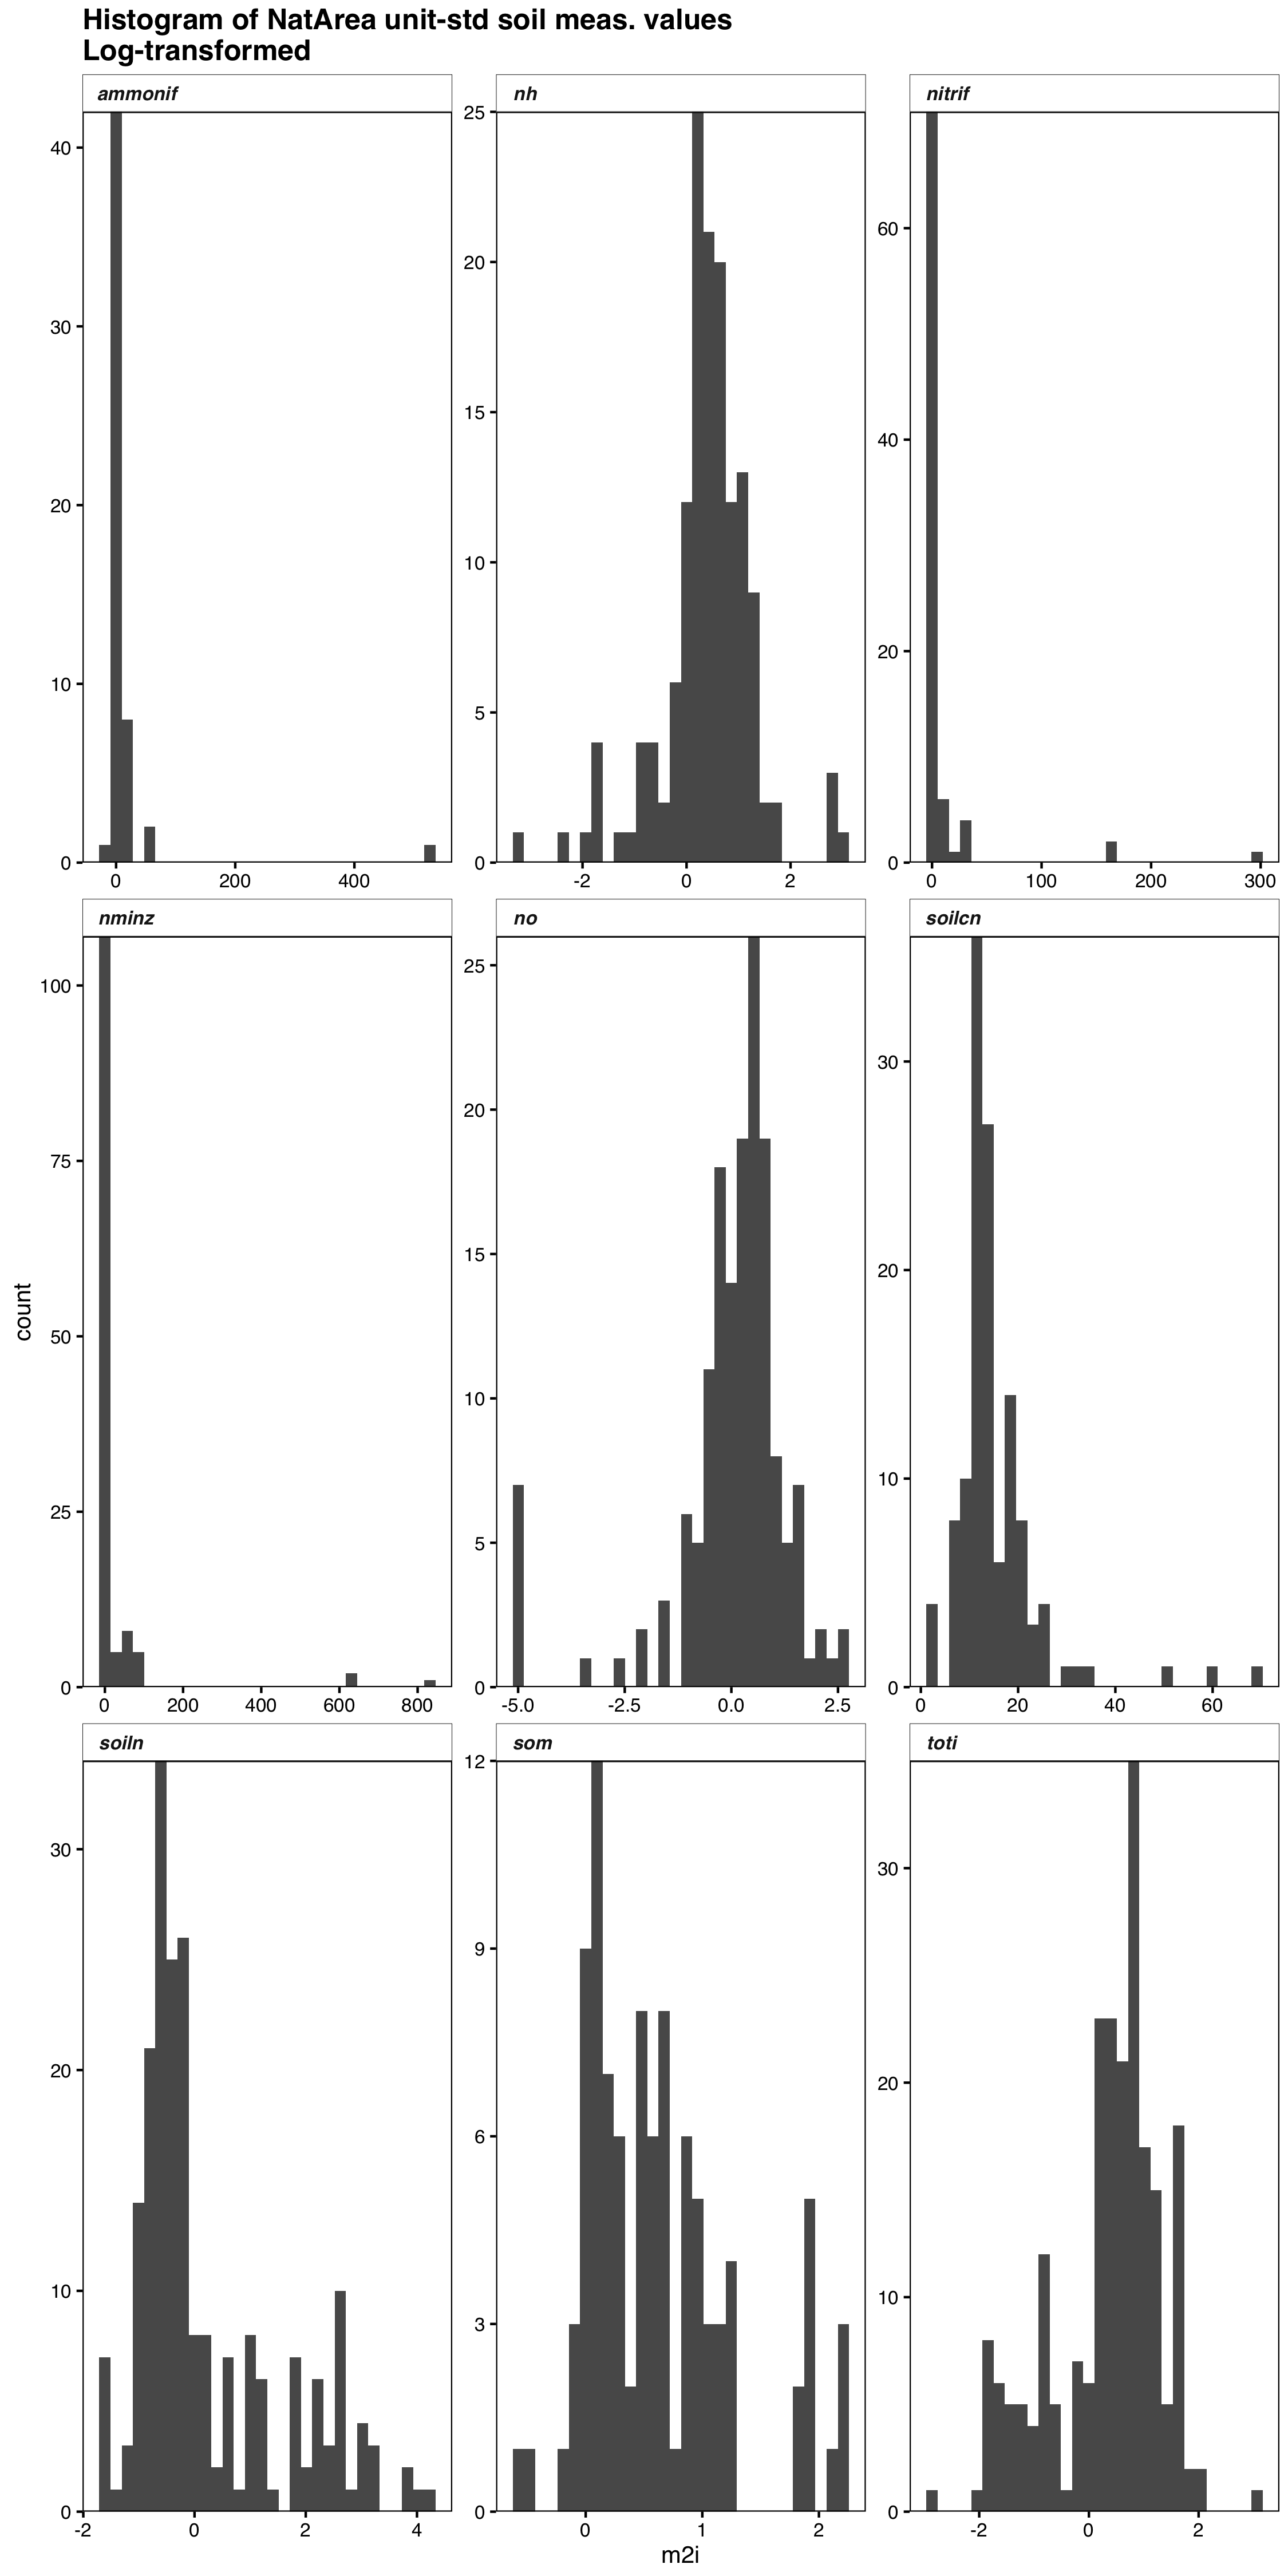 Histogram of NatArea unit-std soil meas. values
Log-transformed
ammonif nh nitrif
40
30
20
10
0
0 200 400
25
20
15
10
5
0
-2 0 2
60
40
20
0
0 100 200 300
nminz no soilcn
100
75
50
25
0
0 200 400 600 800
25
20
15
10
5
0
-5.0 -2.5 0.0 2.5
30
20
10
0
0 20 40 60
soiln som toti
30
20
10
0
-2 0 2 4
12
9
6
3
0
0 1 2
30
20
10
0
-2 0 2
count
m2i